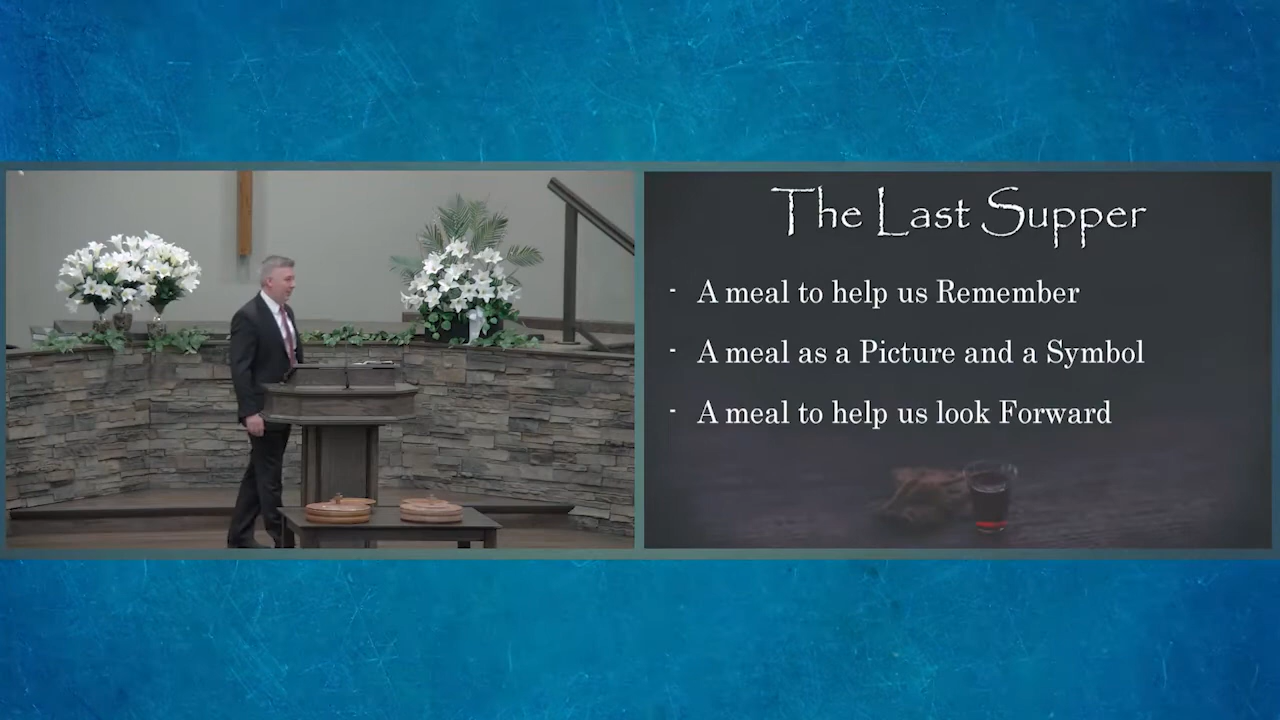 The Last Supper
- A meal to help us Remember
- A meal as a Picture and a Symbol
- A meal to help us look Forward